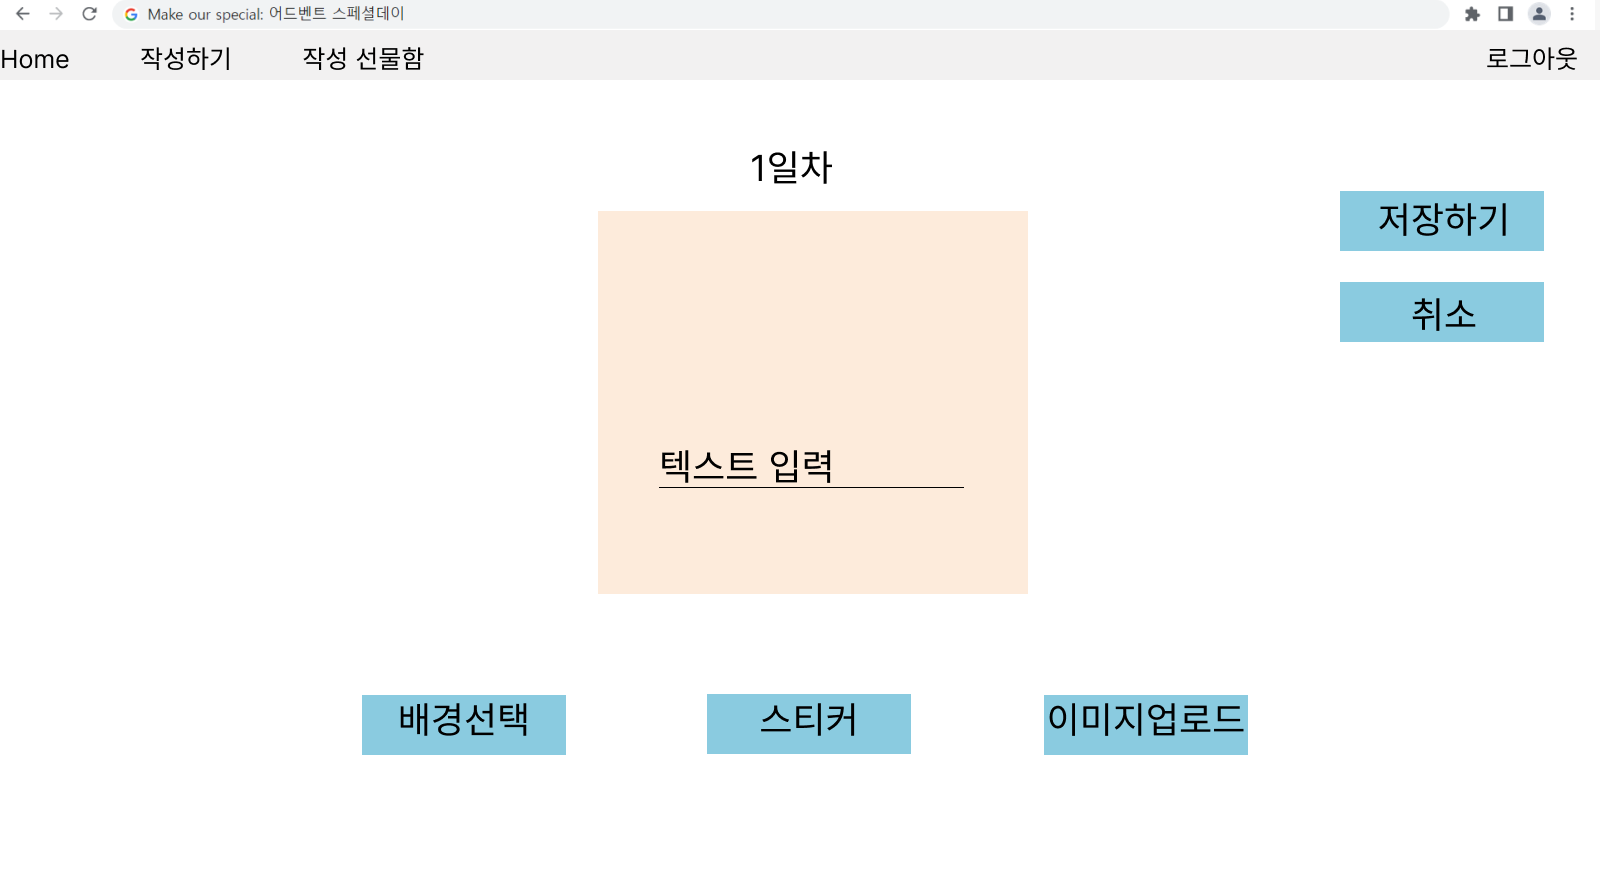 Make our special: 어드벤트 스페셜데이
Home 작성하기 작성 선물함 로그아웃
1일차
저장하기
취소
텍스트 입력
배경선택 스티커 이미지업로드